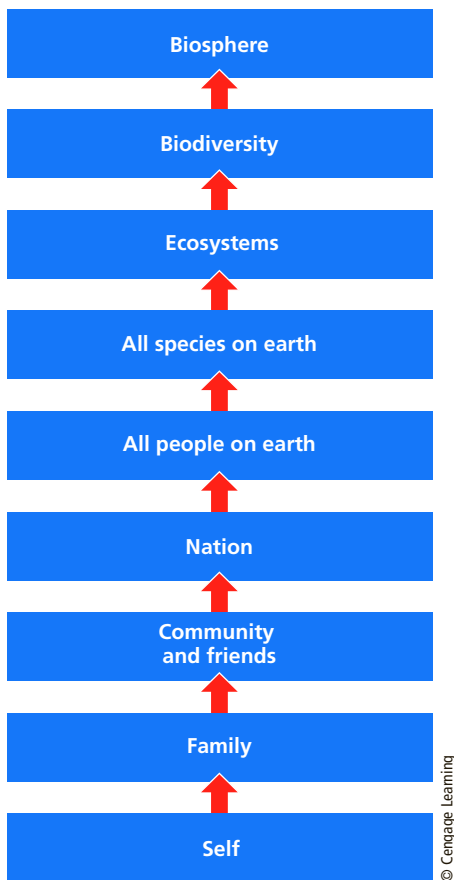 Biosphere
Biodiversity
Ecosystems
All species on earth
All people on earth
Nation
Community
and friends
Family
Self
© Cengage Learning